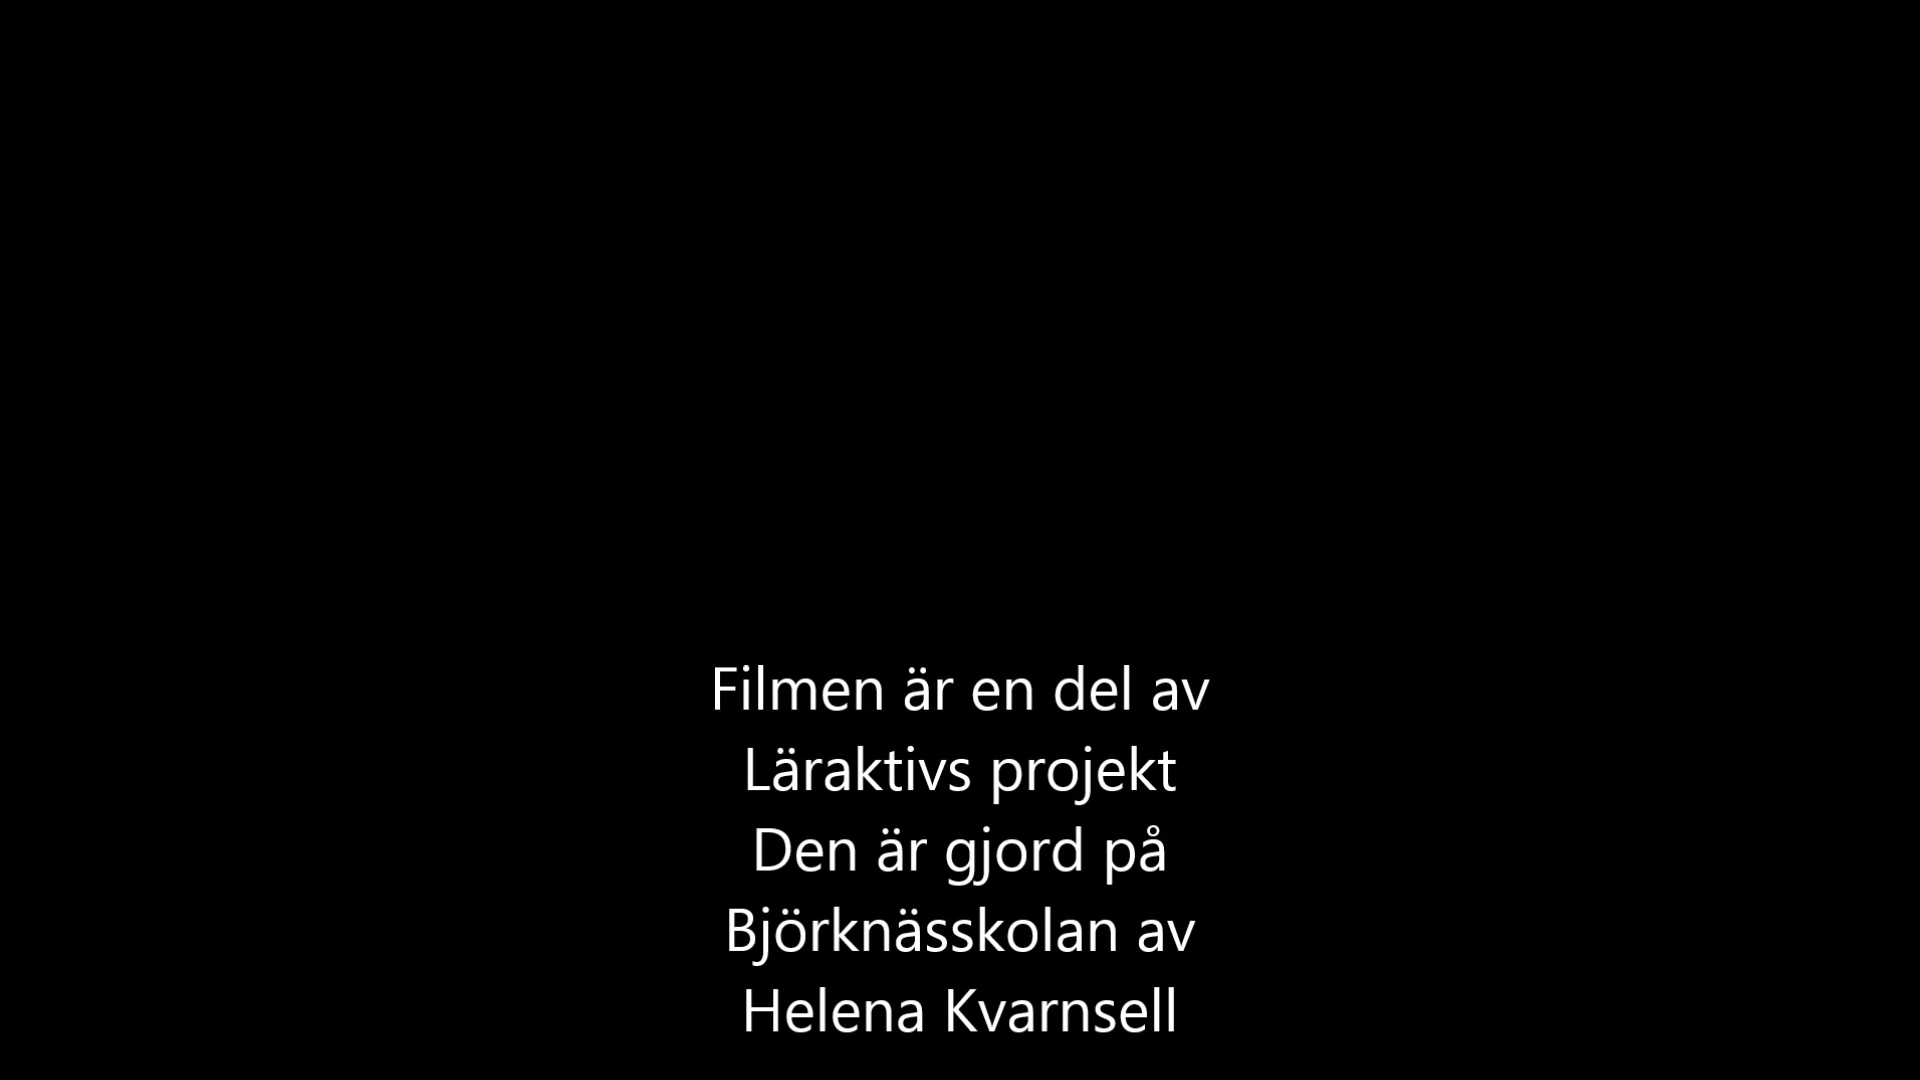 Filmen är en del av
Läraktivs projekt
Den är gjord på
Björknässkolan av
Helena Kvarnsell